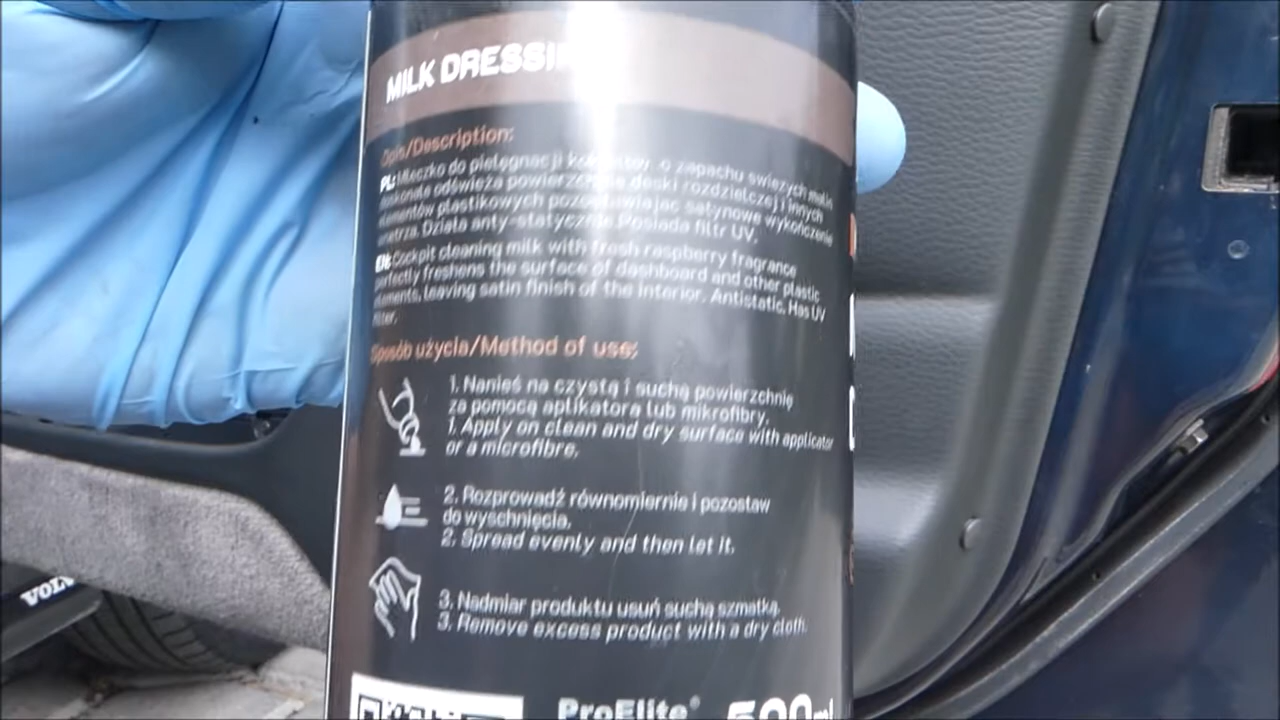 MILK DRESSI
Opis/Description:
PL: Mleczko do pielęgnacji kokpitów o zapachu świeżych malin
doskonale odświeża powierzchnie deski rozdzielczej i innych
elementów plastikowych pozostawiając satynowe wykończenie
wnętrza. Działa anty-statycznie. Posiada filtr UV.
EN: Cockpit cleaning milk with fresh raspberry fragrance
perfectly freshens the surface of dashboard and other plastic
elements, leaving satin finish of the interior. Antistatic. Has UV
filter.
Sposób użycia/Method of use:
1. Nanieś na czystą i suchą powierzchnię
za pomocą aplikatora lub mikrofibry.
1. Apply on clean and dry surface with applicator
or a microfibre.
2. Rozprowadź równomiernie i pozostaw
do wyschnięcia.
2. Spread evenly and then let it.
3. Nadmiar produktu usuń suchą szmatką.
3. Remove excess product with a dry cloth.
ProElite®
500ml
VOLV